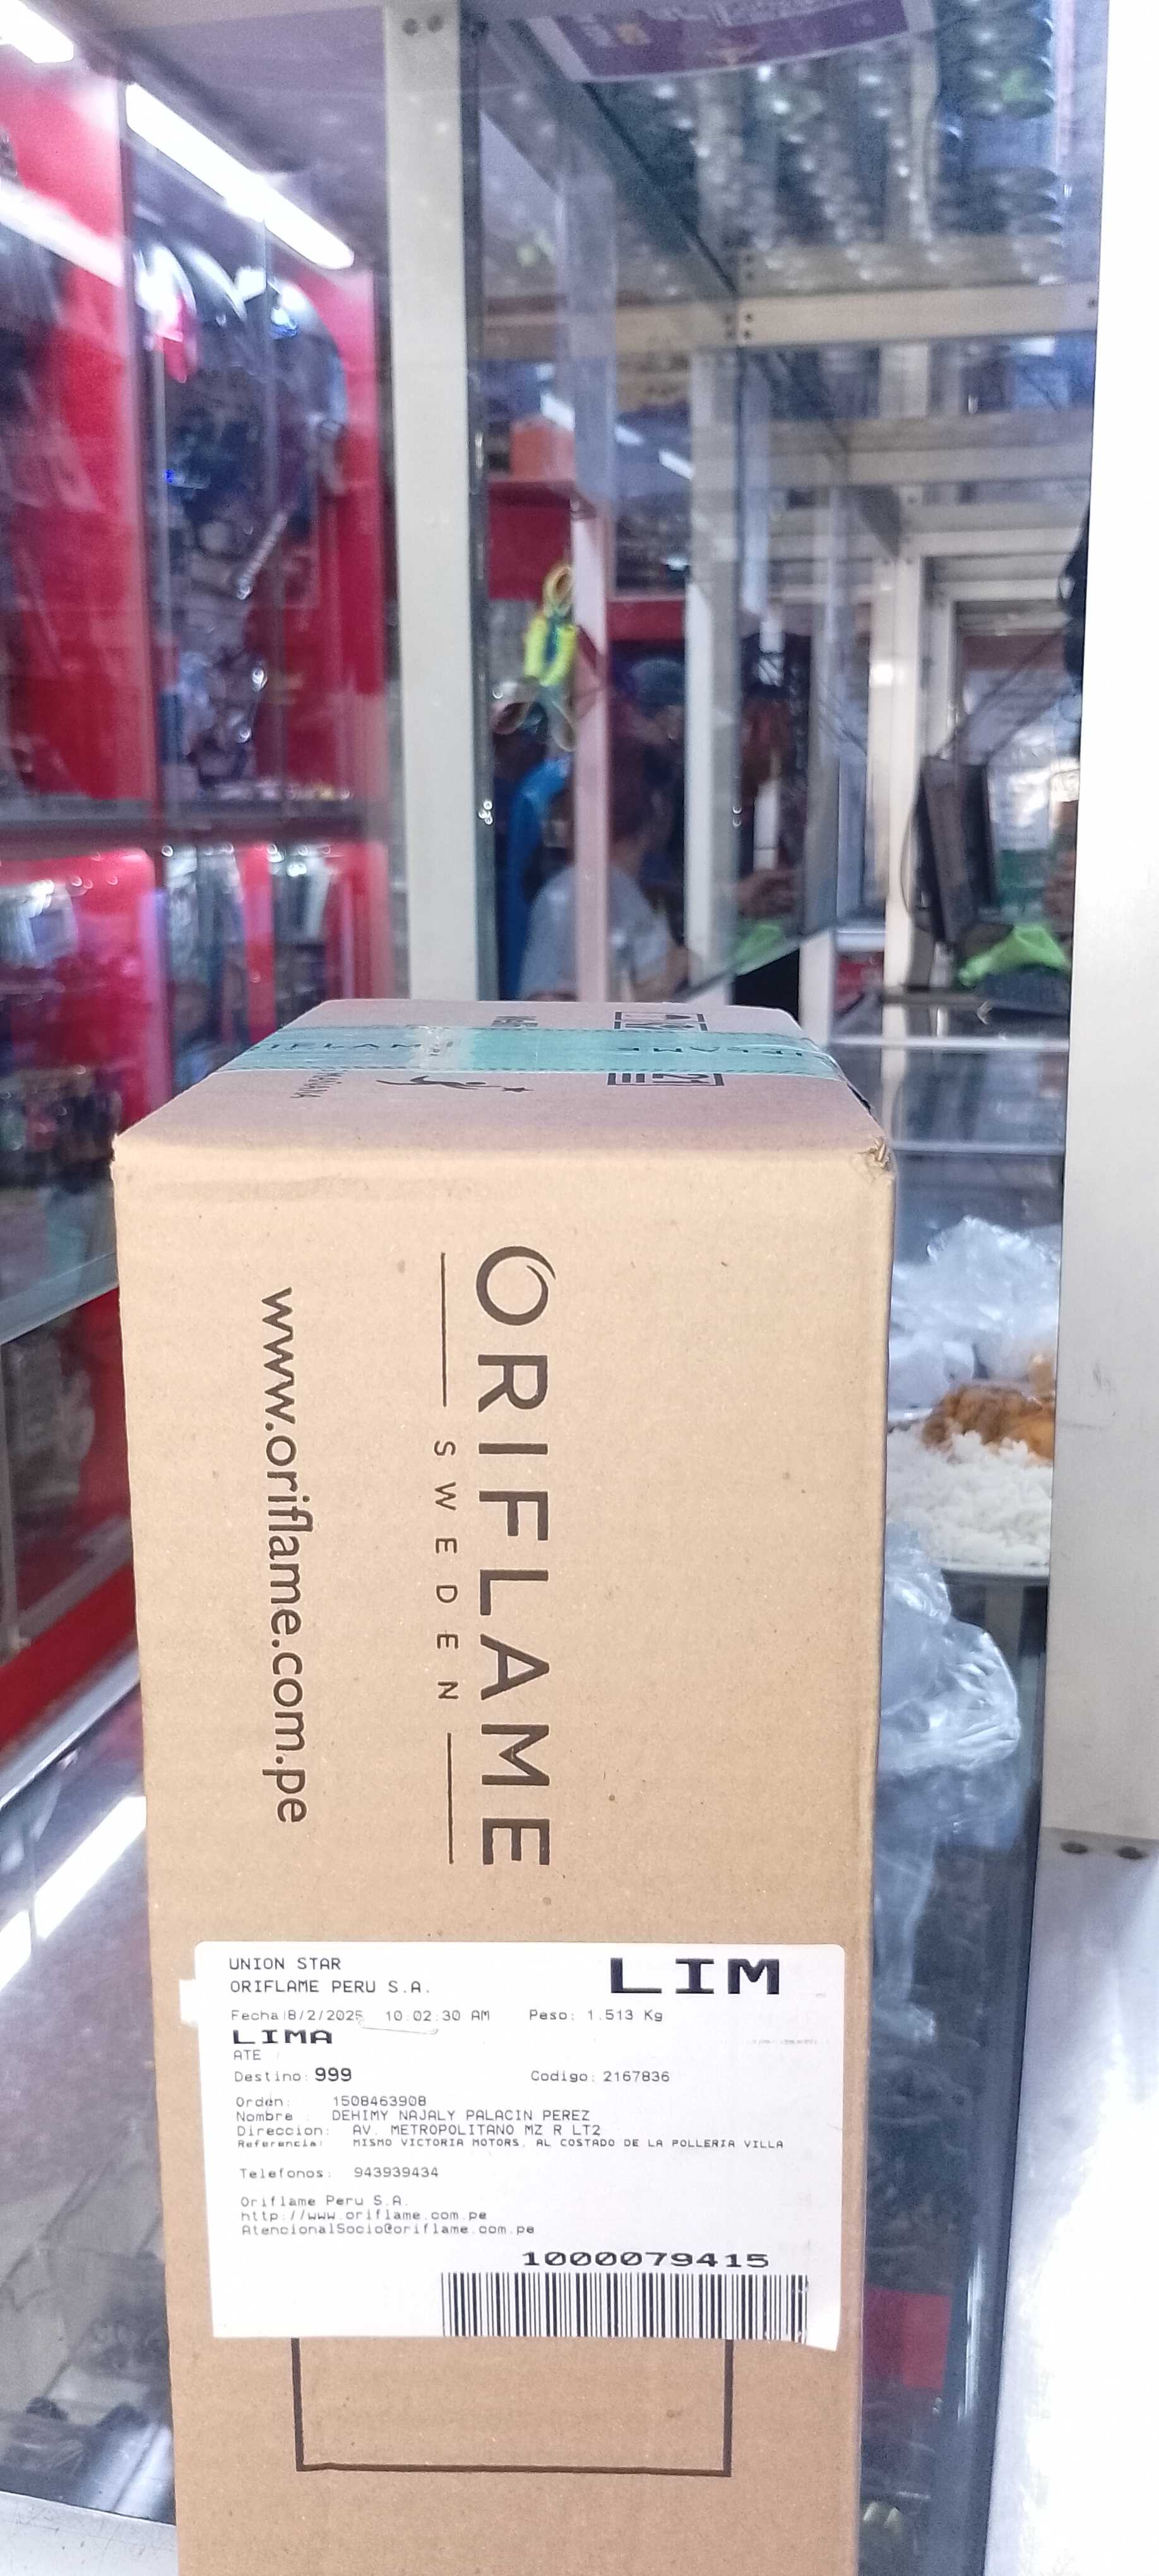 ORIFLAME
SWEDEN
www.oriflame.com.pe
UNION STAR
LIM
ORIFLAME PERU S.A.
Fecha 8/2/2025 10:02:30 AM Peso: 1.513 Kg
LIMA
ATE
Destino: 999 Codigo: 2167836
Orden: 1508463908
Nombre : DEHIMY NAJALY PALACIN PEREZ
Direccion: AV. METROPOLITANO MZ R LT2
Referencia: MISMO VICTORIA MOTORS, AL COSTADO DE LA POLLERIA VILLA
Telefonos: 943939434
Oriflame Peru S.A.
http://www.oriflame.com.pe
AtencionalSocio@oriflame.com.pe
1000079415